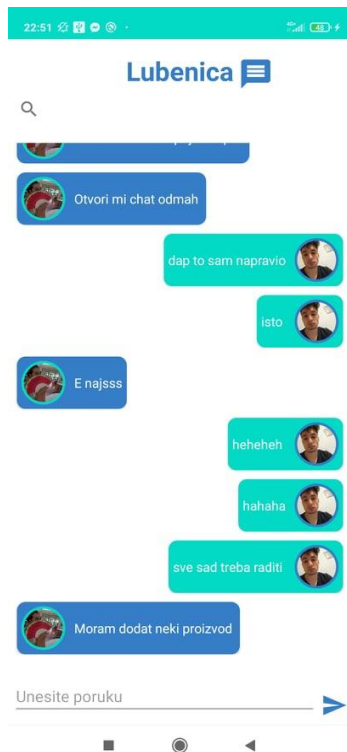 22:51
48
Lubenica
Otvori mi chat odmah
dap to sam napravio
isto
E najsss
heheheh
hahaha
sve sad treba raditi
Moram dodat neki proizvod
Unesite poruku